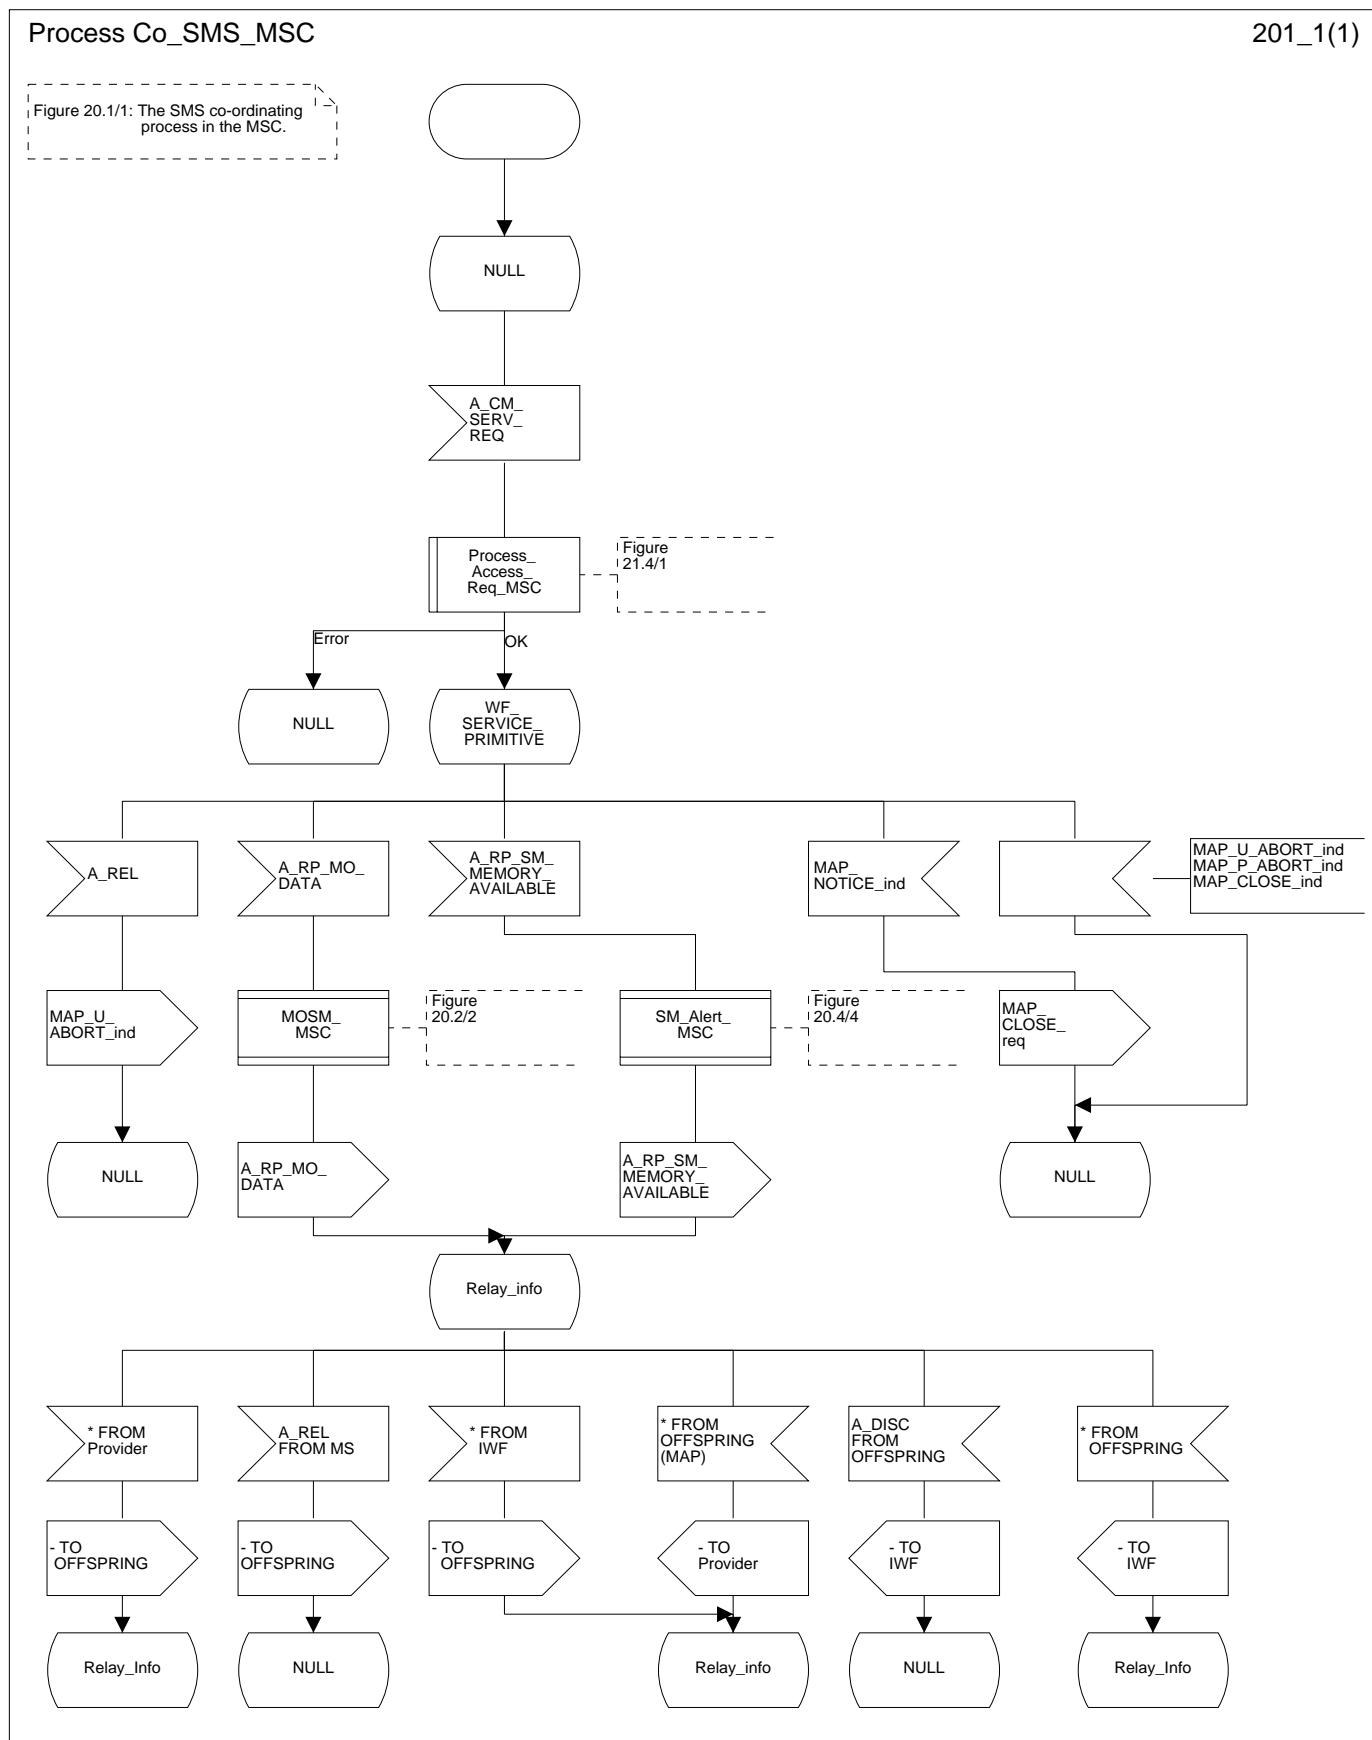 Process Co_SMS_MSC
201_1(1)
Figure 20.1/1: The SMS co-ordinating
process in the MSC.
NULL
A_CM_
SERV_
REQ
Process_
Access_
Req_MSC
Figure
21.4/1
Error
OK
NULL
WF_
SERVICE_
PRIMITIVE
A_REL
A_RP_MO_
DATA
A_RP_SM_
MEMORY_
AVAILABLE
MAP_
NOTICE_ind
MAP_U_ABORT_ind
MAP_P_ABORT_ind
MAP_CLOSE_ind
MAP_U_
ABORT_ind
MOSM_
MSC
Figure
20.2/2
SM_Alert_
MSC
Figure
20.4/4
MAP_
CLOSE_
req
NULL
A_RP_MO_
DATA
A_RP_SM_
MEMORY_
AVAILABLE
NULL
Relay_info
* FROM
Provider
A_REL
FROM MS
* FROM
IWF
* FROM
OFFSPRING
(MAP)
A_DISC
FROM
OFFSPRING
* FROM
OFFSPRING
- TO
OFFSPRING
- TO
OFFSPRING
- TO
OFFSPRING
- TO
Provider
- TO
IWF
- TO
IWF
Relay_Info
NULL
Relay_info
NULL
Relay_Info